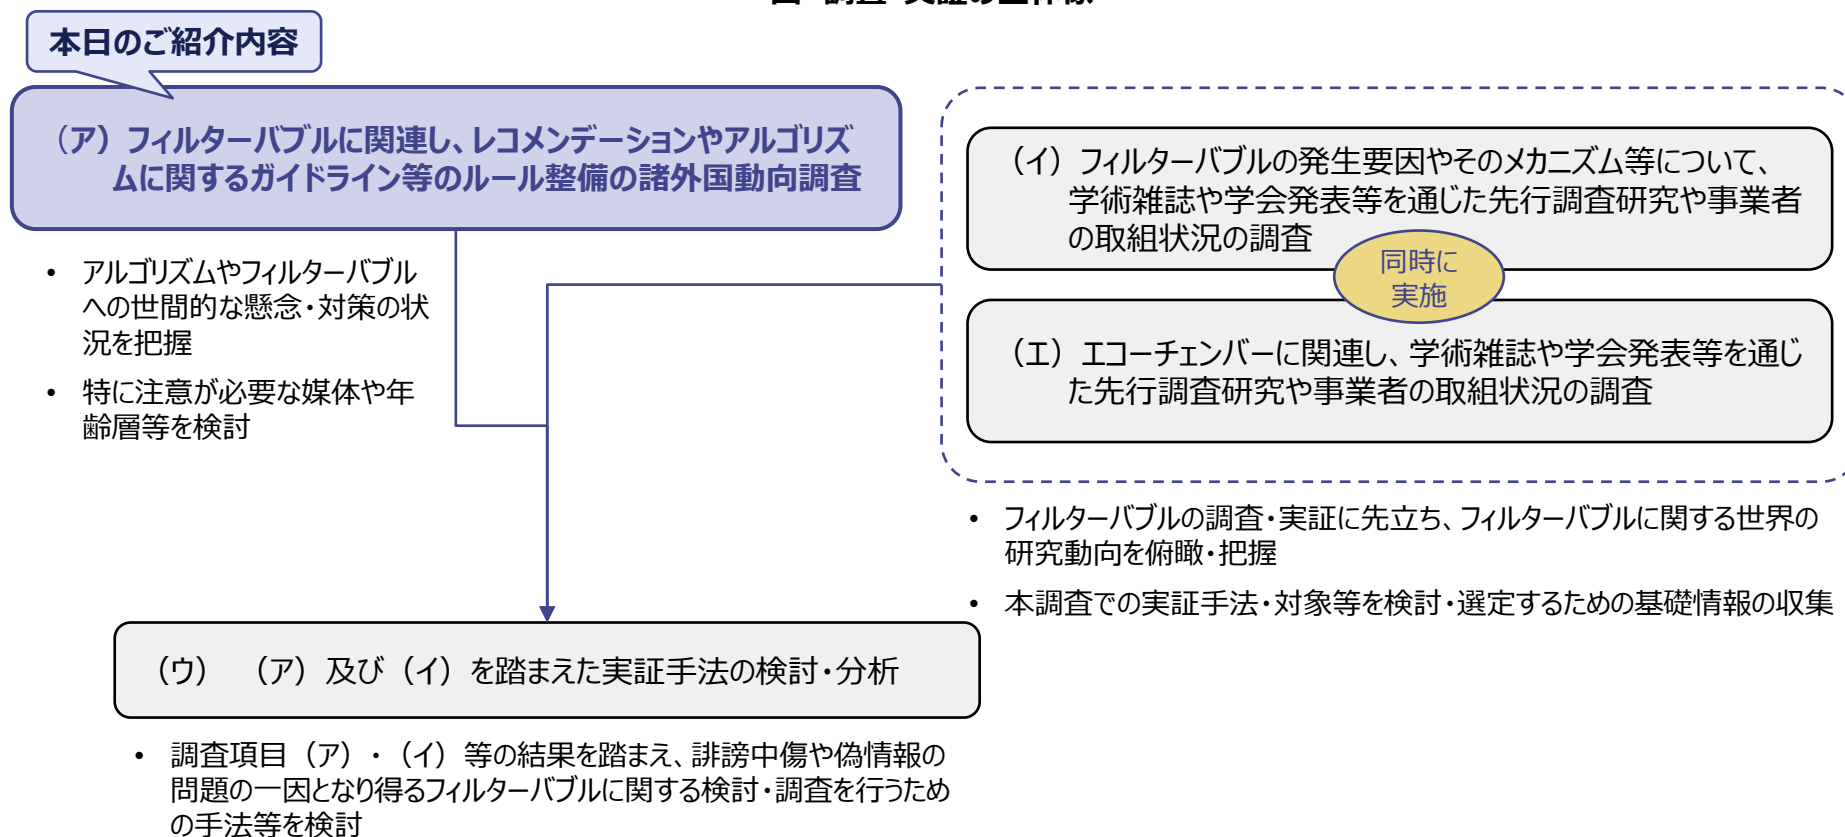 本日のご紹介内容
（ア）フィルターバブルに関連し、レコメンデーションやアルゴリズ
ムに関するガイドライン等のルール整備の諸外国動向調査
• アルゴリズムやフィルターバブル
への世間的な懸念・対策の状
況を把握
• 特に注意が必要な媒体や年
齢層等を検討
（イ）フィルターバブルの発生要因やそのメカニズム等について、
学術雑誌や学会発表等を通じた先行調査研究や事業者
の取組状況の調査
同時に
実施
（エ）エコーチェンバーに関連し、学術雑誌や学会発表等を通じ
た先行調査研究や事業者の取組状況の調査
• フィルターバブルの調査・実証に先立ち、フィルターバブルに関する世界の
研究動向を俯瞰・把握
• 本調査での実証手法・対象等を検討・選定するための基礎情報の収集
（ウ）　（ア）及び（イ）を踏まえた実証手法の検討・分析
• 調査項目（ア）・（イ）等の結果を踏まえ、誹謗中傷や偽情報の
問題の一因となり得るフィルターバブルに関する検討・調査を行うため
の手法等を検討